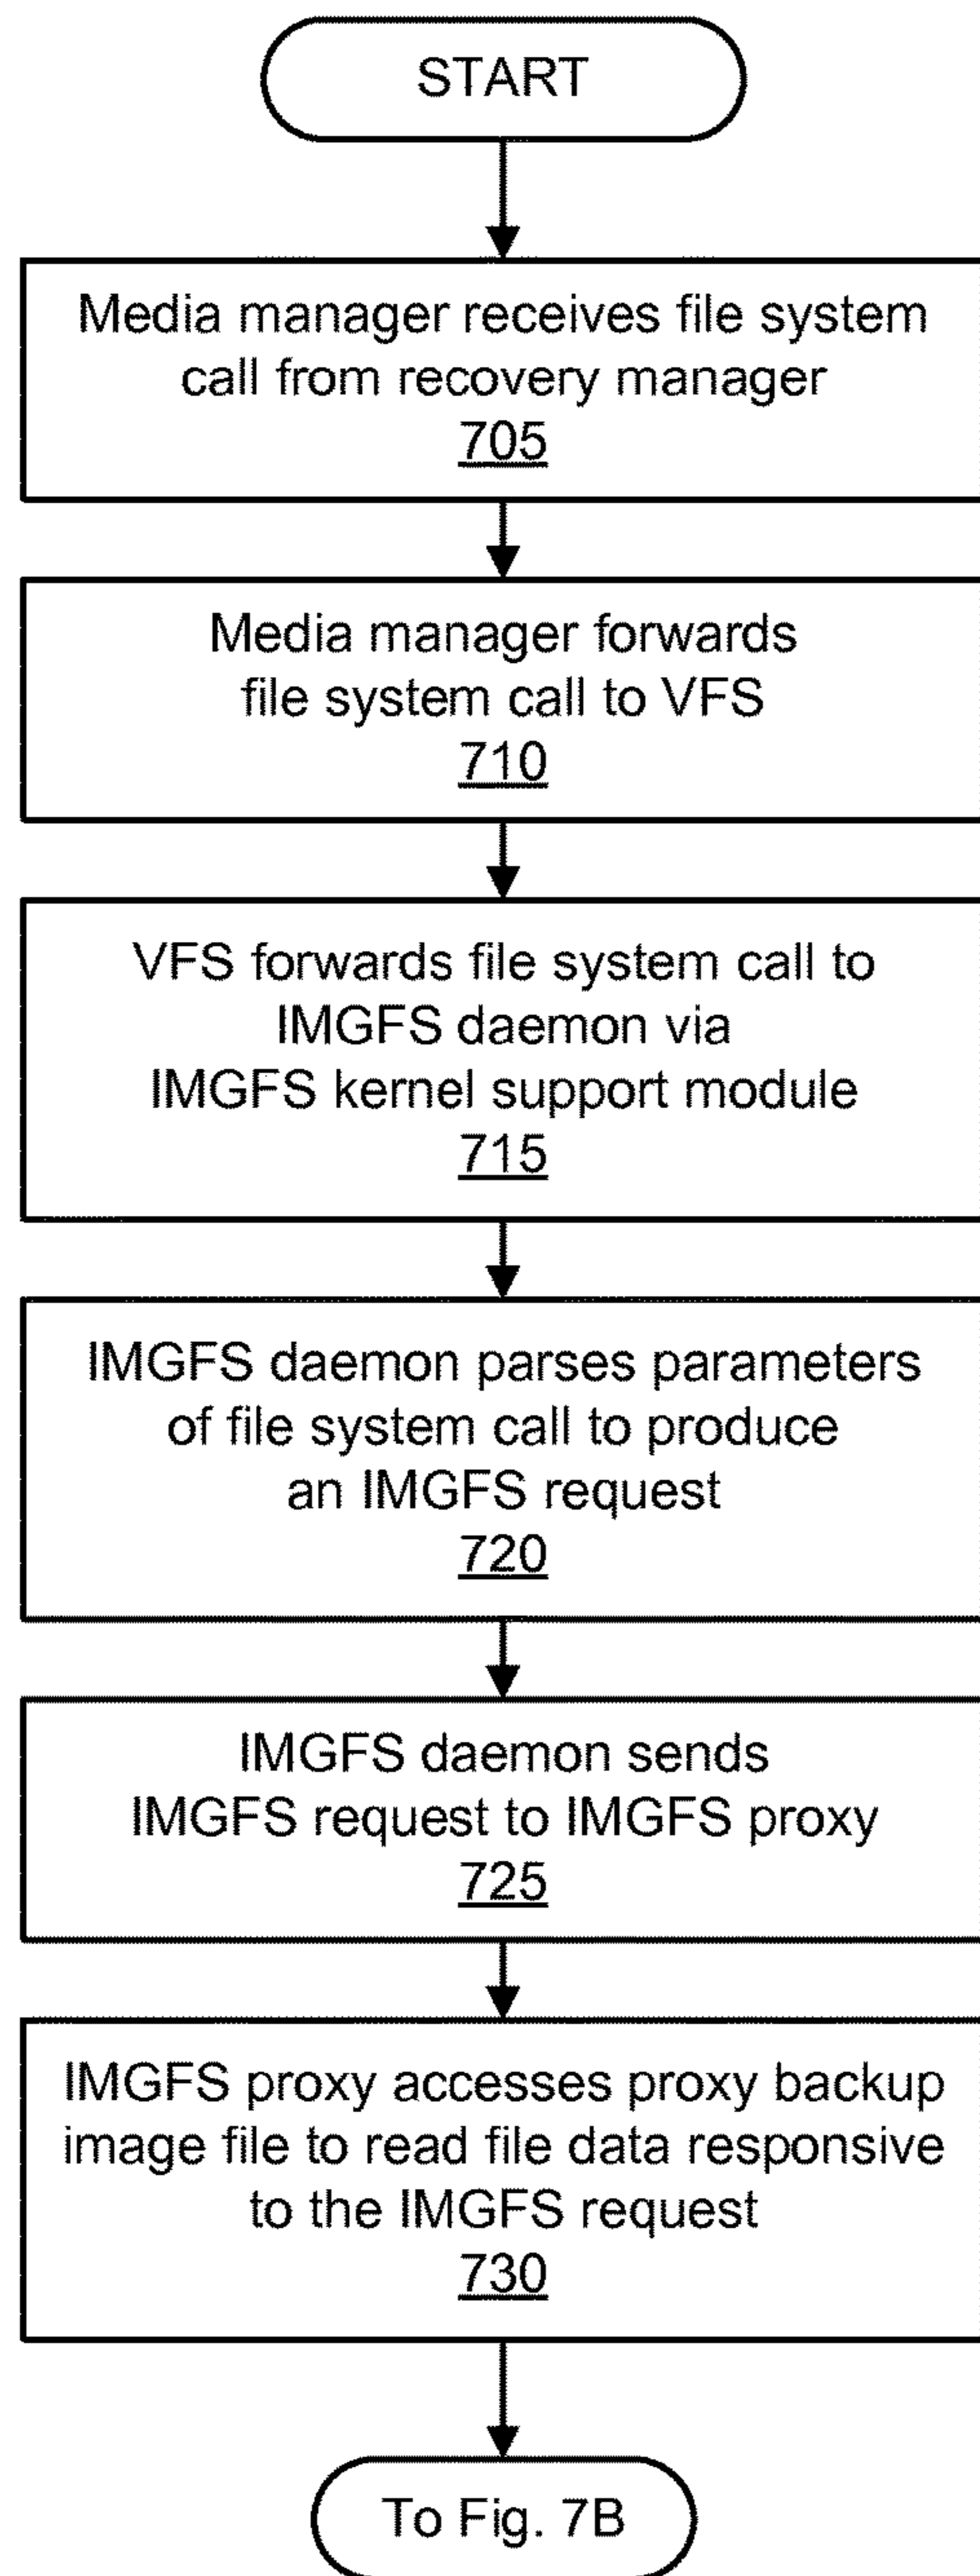 START
Media manager receives file system
call from recovery manager
705
Media manager forwards
file system call to VFS
710
VFS forwards file system call to
IMGFS daemon via
IMGFS kernel support module
715
IMGFS daemon parses parameters
of file system call to produce
an IMGFS request
720
IMGFS daemon sends
IMGFS request to IMGFS proxy
725
IMGFS proxy accesses proxy backup
image file to read file data responsive
to the IMGFS request
730
To Fig. 7B